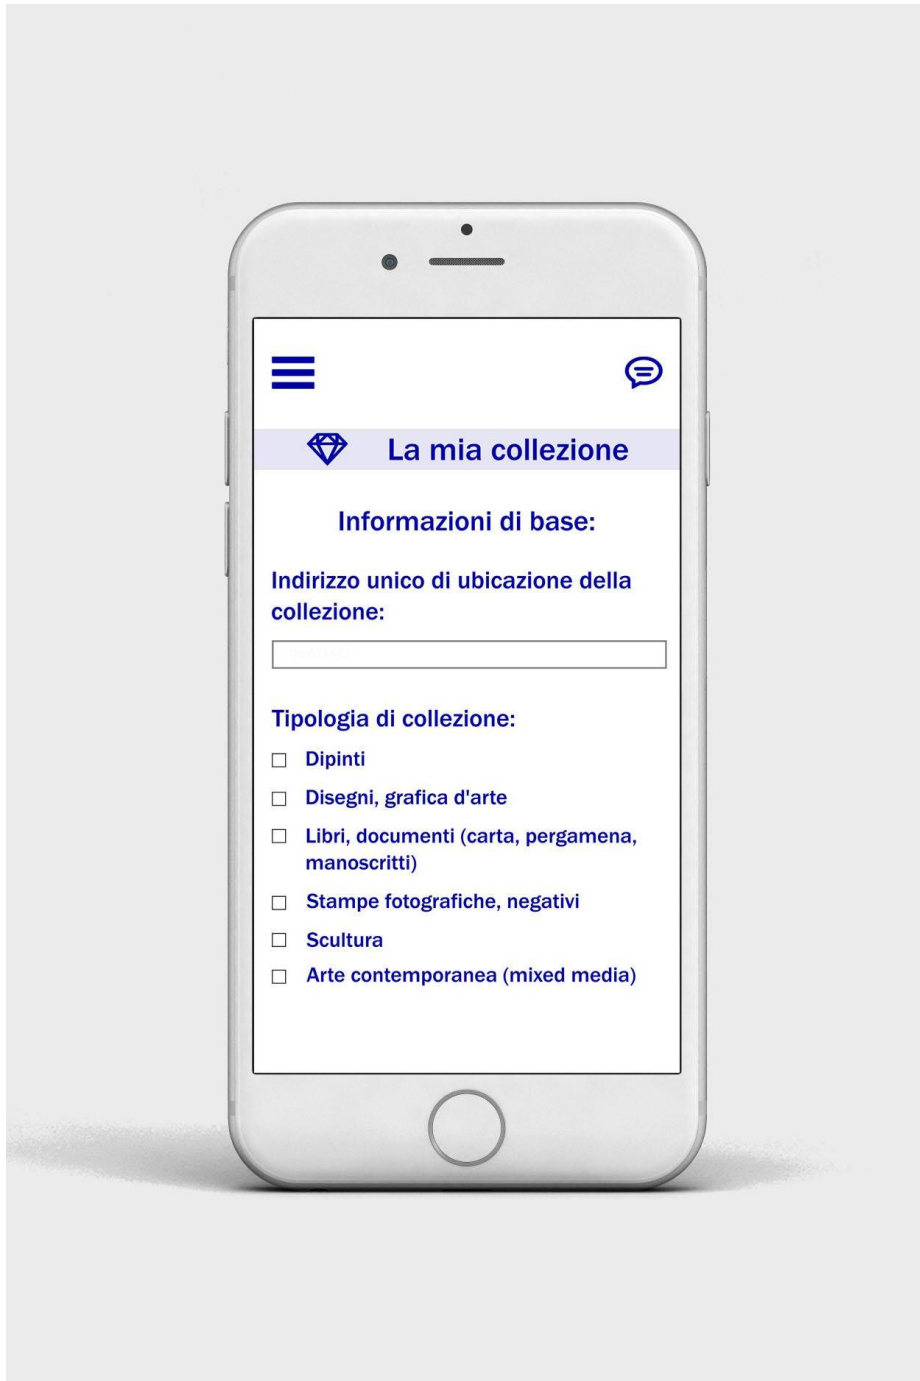 La mia collezione
Informazioni di base:
Indirizzo unico di ubicazione della
collezione:
Tipologia di collezione:
Dipinti
Disegni, grafica d'arte
Libri, documenti (carta, pergamena,
manoscritti)
Stampe fotografiche, negativi
Scultura
Arte contemporanea (mixed media)